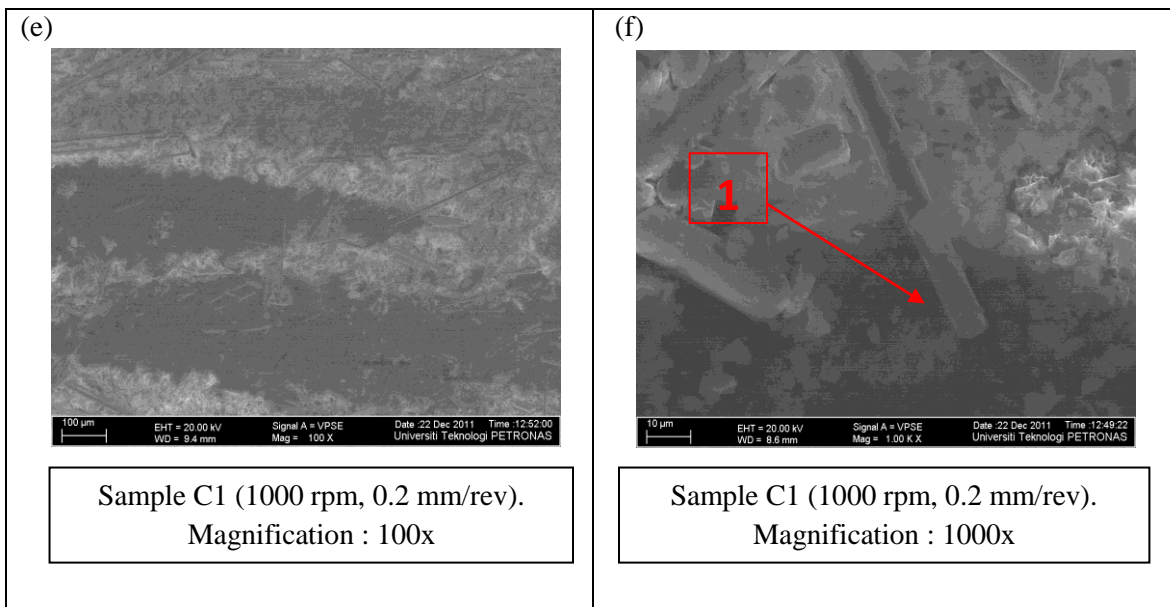 (e)
100 µm
EHT = 20.00 kV
WD = 9.4 mm
Signal A = VPSE
Mag = 100 X
Date :22 Dec 2011 Time :12:52:00
Universiti Teknologi PETRONAS
Sample C1 (1000 rpm, 0.2 mm/rev).
Magnification : 100x
(f)
1
10 µm
EHT = 20.00 kV
WD = 8.6 mm
Signal A = VPSE
Mag = 1.00 K X
Date :22 Dec 2011 Time :12:49:22
Universiti Teknologi PETRONAS
Sample C1 (1000 rpm, 0.2 mm/rev).
Magnification : 1000x